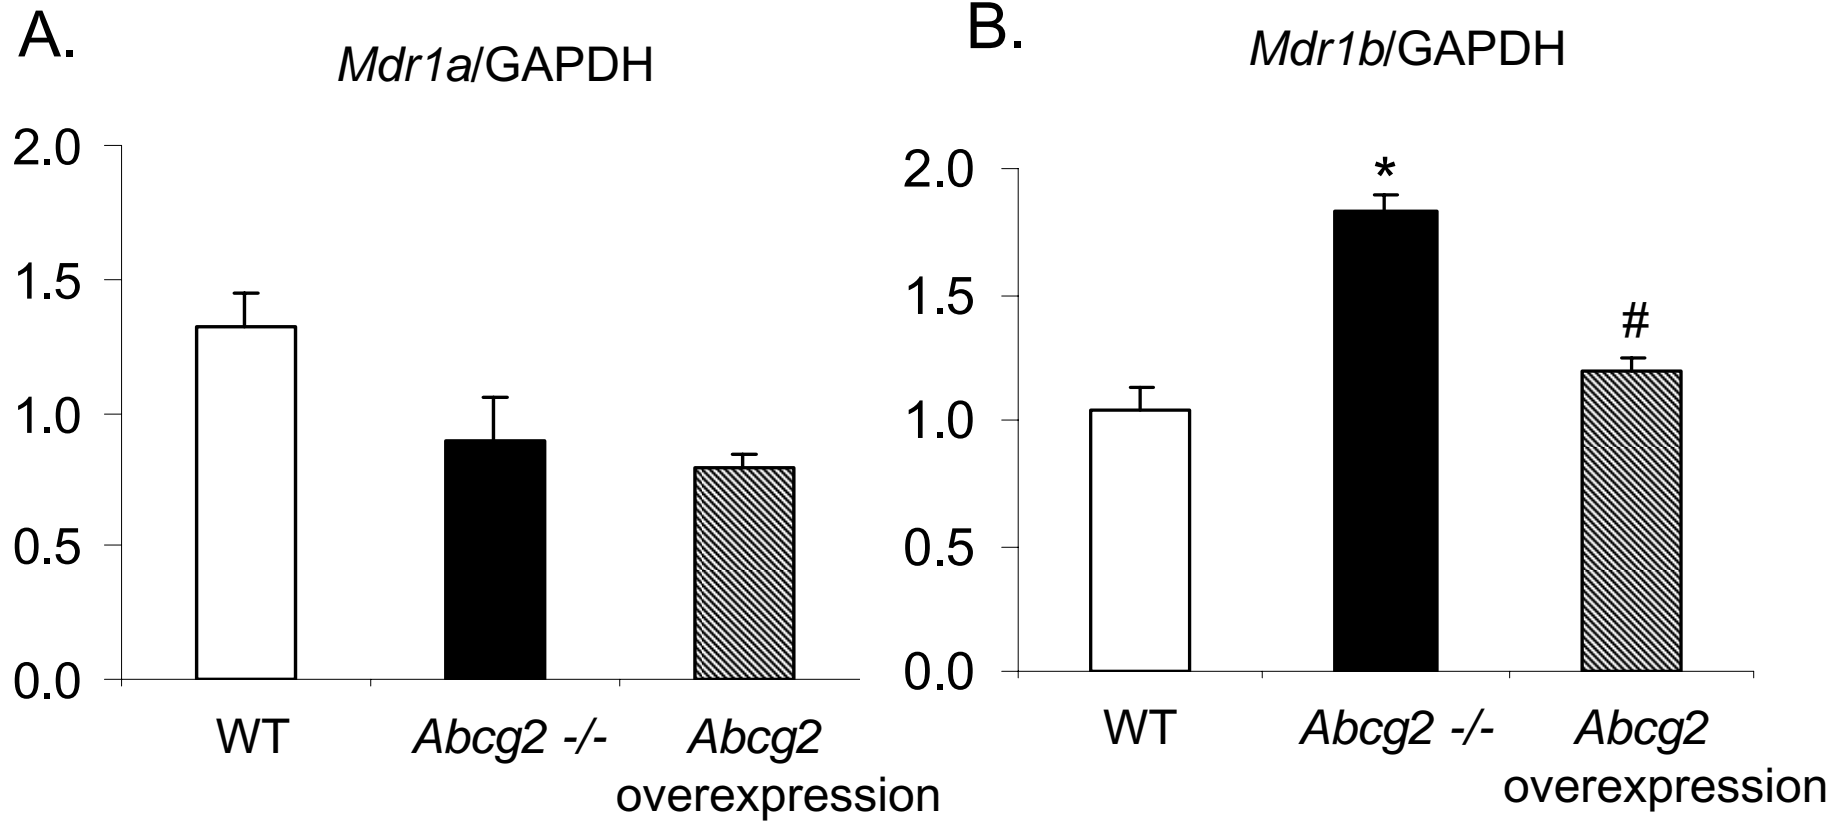 A.
Mdr1a/GAPDH
2.0
1.5
1.0
0.5
0.0
WT
Abcg2 -/-
Abcg2
overexpression
B.
Mdr1b/GAPDH
2.0
1.5
1.0
0.5
0.0
*
#
WT
Abcg2 -/-
Abcg2
overexpression